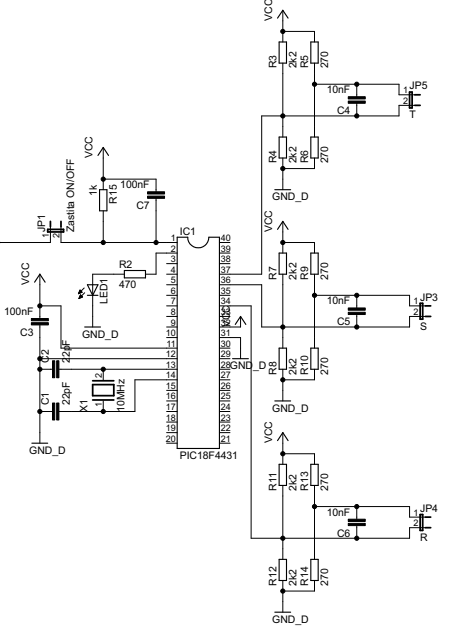 VCC
R3
2k2
R5
270
10nF
C4
1
2
JP5
T
R4
2k2
R6
270
GND_D
VCC
1k
R15
100nF
C7
JP1
Zastita ON/OFF
IC1
1
2
3
4
5
6
7
8
9
10
11
12
13
14
15
16
17
18
19
20
40
39
38
37
36
35
34
31
30
29
28
27
26
25
24
23
22
21
PIC18F4431
R2
470
LED1
GND_D
VCC
100nF
C3
C2
22pF
C1
22pF
X1
2
1
10MHz
GND_D
GND_D
VCC
R7
2k2
R9
270
10nF
C5
1
2
JP3
S
R8
2k2
R10
270
GND_D
VCC
R11
2k2
R13
270
10nF
C6
1
2
JP4
R
R12
2k2
R14
270
GND_D